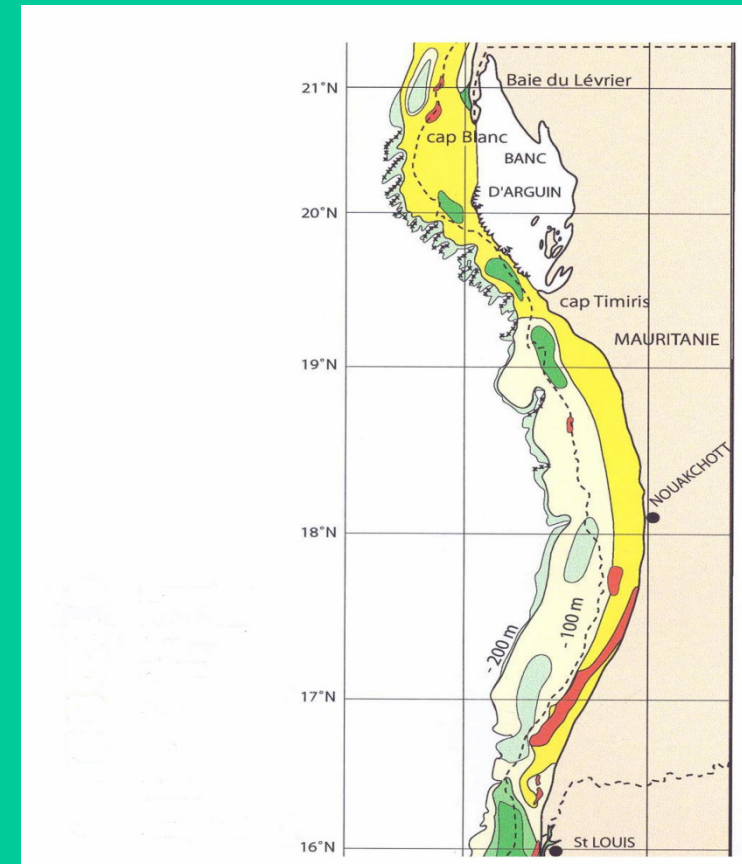 21°N
Baie du Lévrier
cap Blanc
BANC
D'ARGUIN
20°N
cap Timiris
MAURITANIE
19°N
NOUAKCHOTT
18°N
-100 m
-200 m
17°N
16°N
St LOUIS